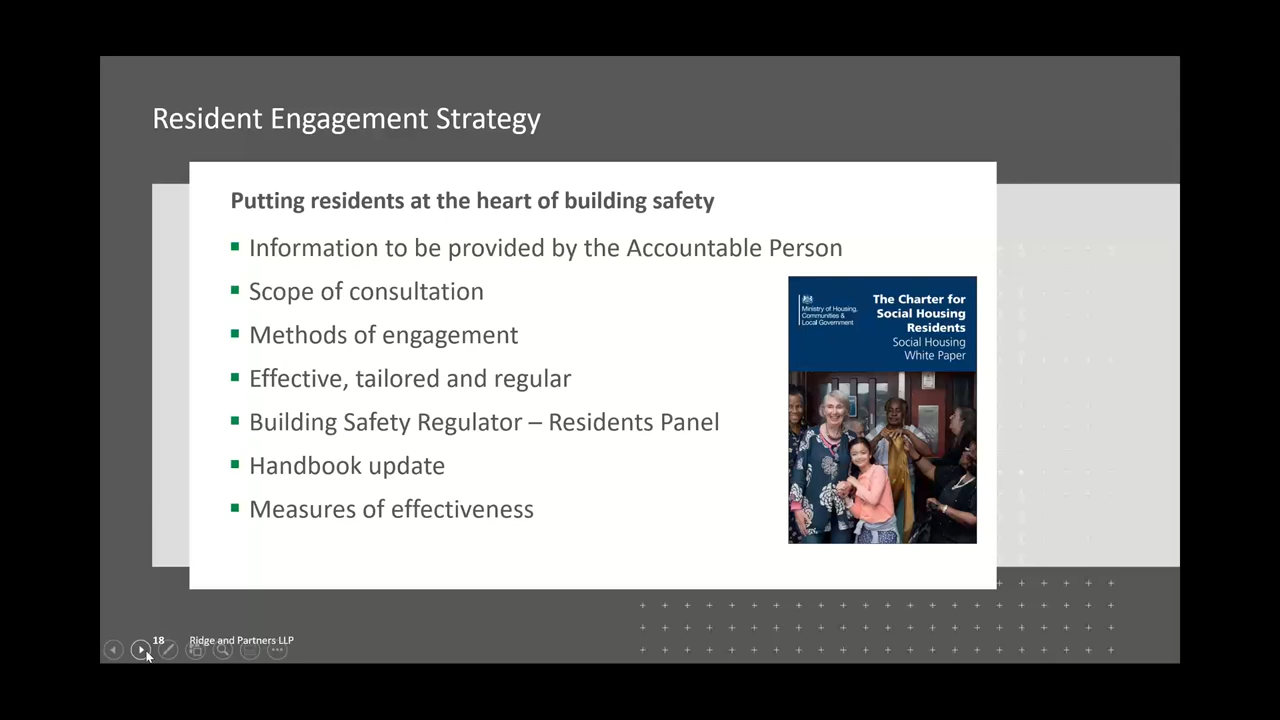 Resident Engagement Strategy
Putting residents at the heart of building safety
Information to be provided by the Accountable Person
Scope of consultation
Methods of engagement
Effective, tailored and regular
Building Safety Regulator – Residents Panel
Handbook update
Measures of effectiveness
Ministry of Housing,
Communities &
Local Government
The Charter for
Social Housing
Residents
Social Housing
White Paper
18
Ridge and Partners LLP